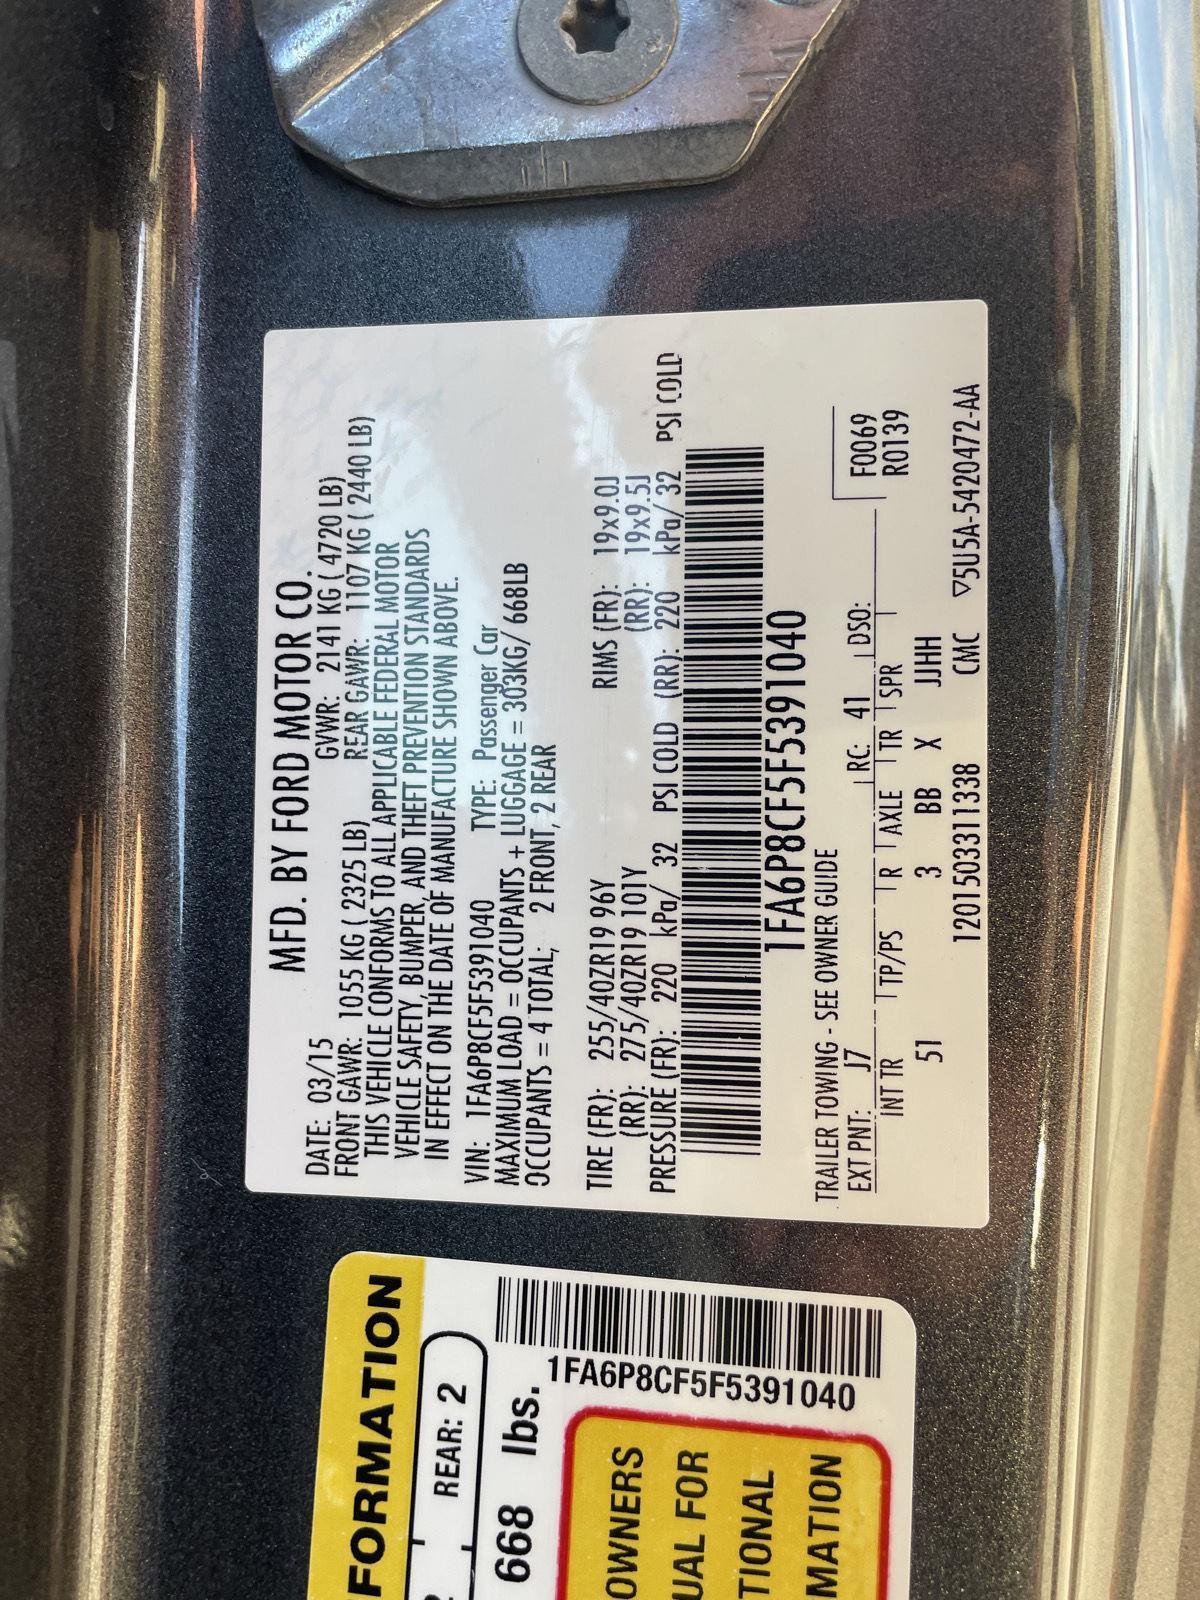 MFD. BY FORD MOTOR CO.
DATE: 03/15 GVWR: 2141 KG ( 4720 LB)
FRONT GAWR: 1055 KG ( 2325 LB) REAR GAWR: 1107 KG ( 2440 LB)
THIS VEHICLE CONFORMS TO ALL APPLICABLE FEDERAL MOTOR
VEHICLE SAFETY, BUMPER, AND THEFT PREVENTION STANDARDS
IN EFFECT ON THE DATE OF MANUFACTURE SHOWN ABOVE.
VIN: 1FA6P8CF5F5391040 TYPE: Passenger Car
MAXIMUM LOAD = OCCUPANTS + LUGGAGE = 303KG/ 668LB
OCCUPANTS = 4 TOTAL; 2 FRONT, 2 REAR
TIRE (FR): 255/40ZR19 96Y RIMS (FR): 19x9.0J
(RR): 275/40ZR19 101Y (RR): 19x9.5J
PRESSURE (FR): 220 kPa/ 32 PSI COLD (RR): 220 kPa/ 32 PSI COLD
1FA6P8CF5F5391040
TRAILER TOWING - SEE OWNER GUIDE
EXT PNT: J7 RC: 41 DSO: F0069
INT TR TP/PS R AXLE TR SPR R0139
51 3 BB X JJHH
120150331133​8 CMC ▽5U5A-5420472-AA
FORMATION
REAR: 2
668 lbs.
1FA6P8CF5F5391040
OWNERS
UAL FOR
TIONAL
MATION